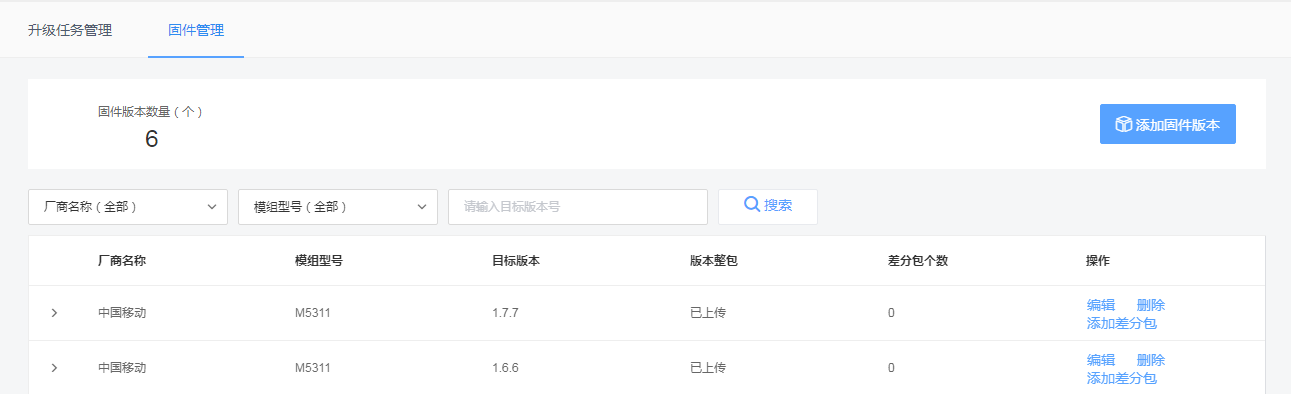 升级任务管理 固件管理
固件版本数量（个）
6
添加固件版本
厂商名称（全部） 模组型号（全部） 请输入目标版本号 搜索
厂商名称 模组型号 目标版本 版本整包 差分包个数 操作
中国移动 M5311 1.7.7 已上传 0 编辑 删除
添加差分包
中国移动 M5311 1.6.6 已上传 0 编辑 删除
添加差分包